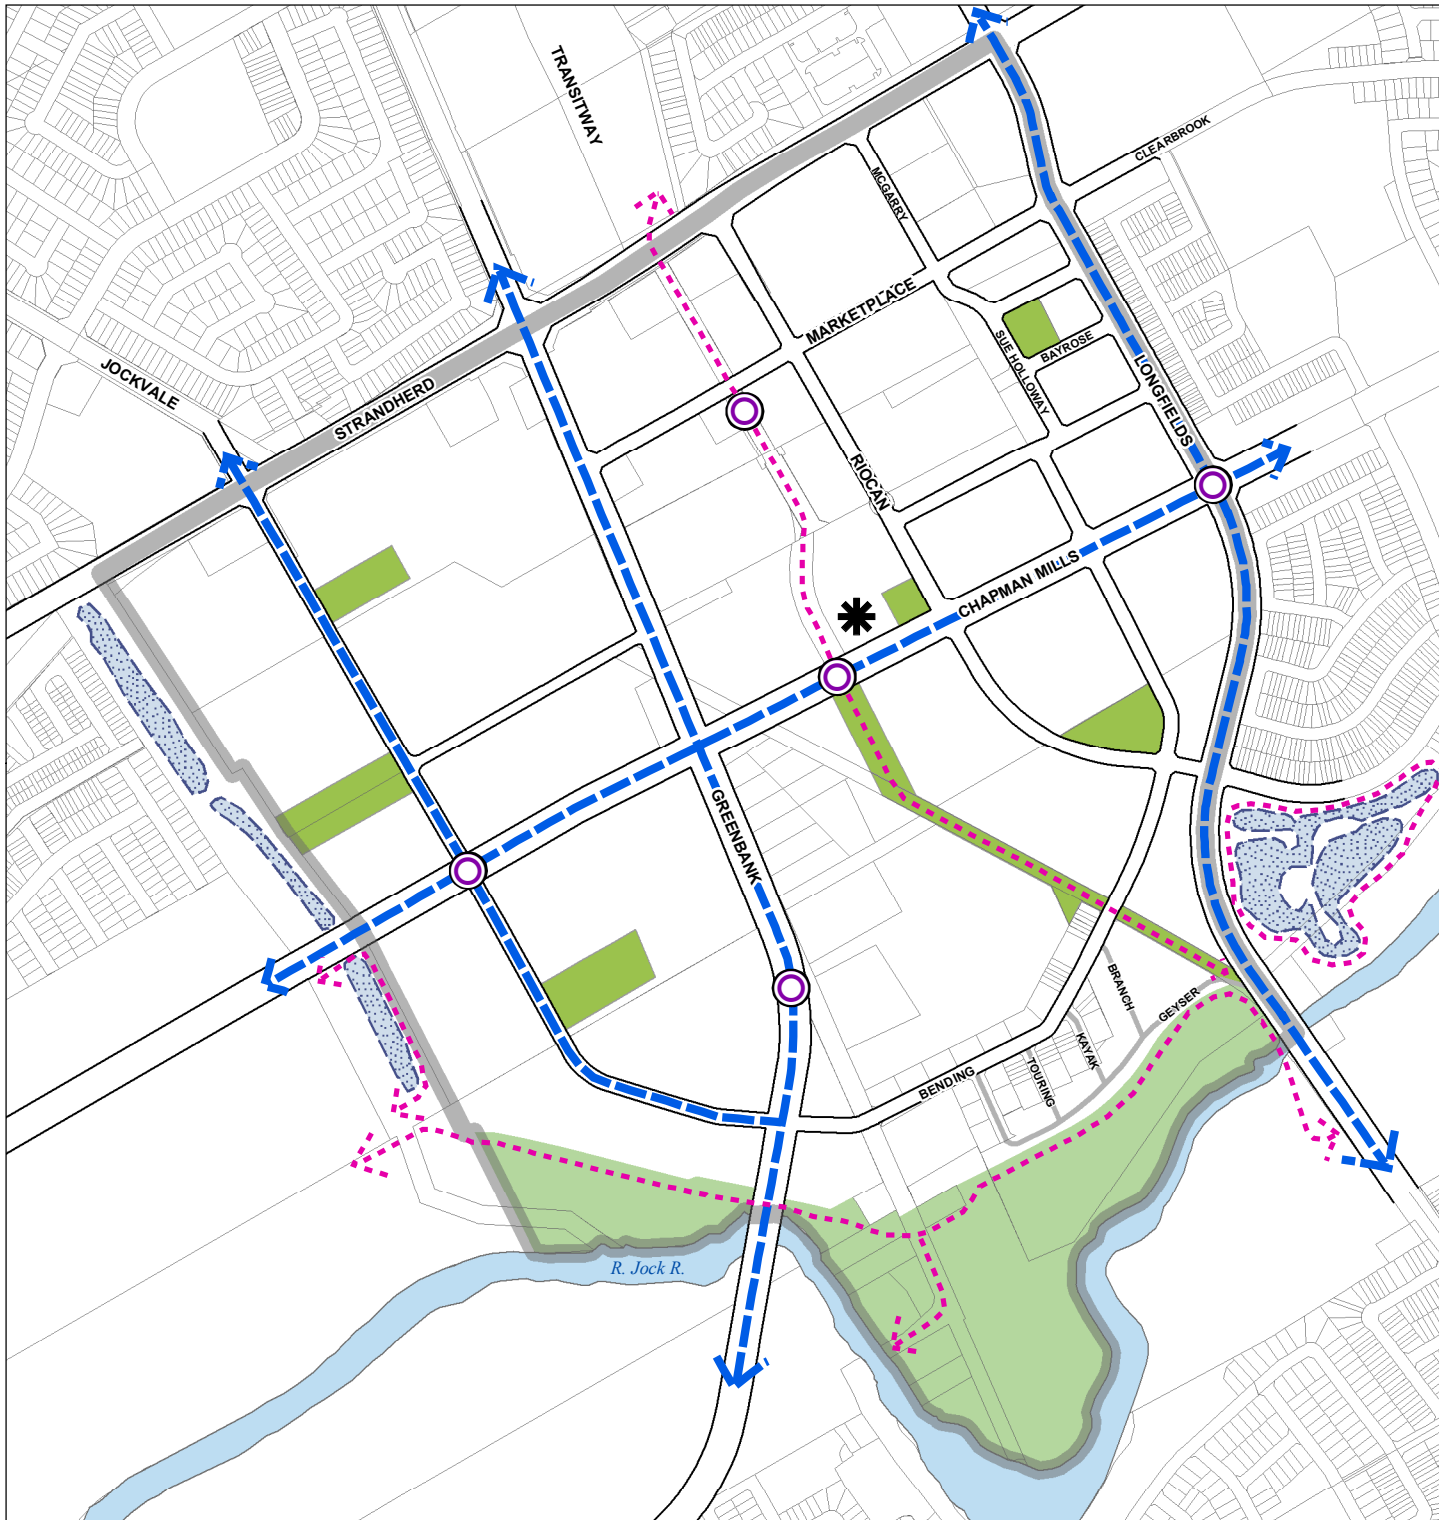 TRANSITWAY
CLEARBROOK
MCGARRY
MARKETPLACE
SUE HOLLOWAY
BAYROSE
JOCKVALE
STRANDHERD
LONGFIELDS
RIOCAN
CHAPMAN MILLS
GREENBANK
BRANCH
GEYSER
KAYAK
TOURING
BENDING
R. Jock R.